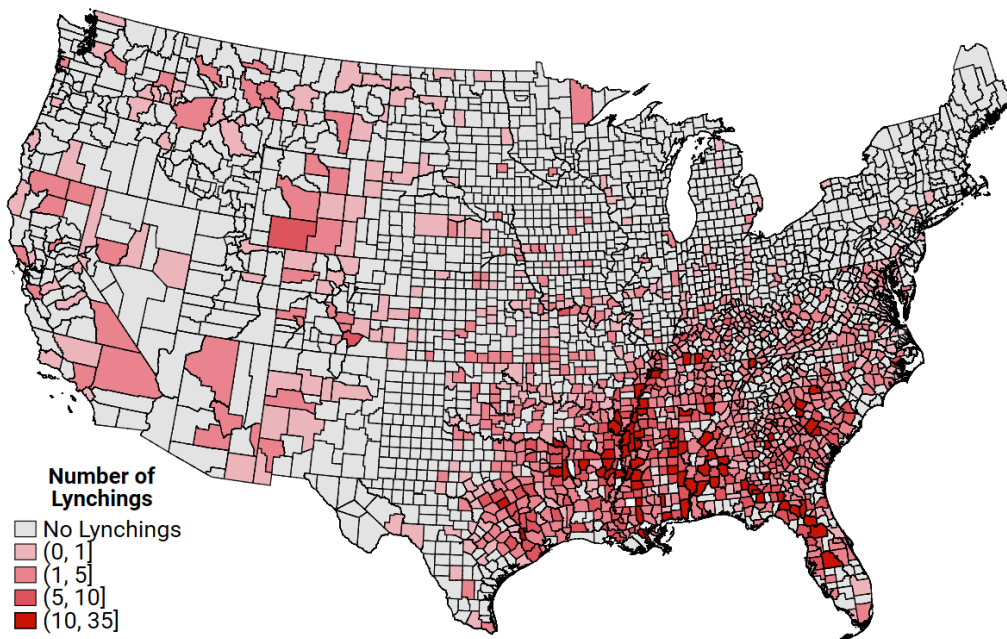 Number of
Lynchings
No Lynchings
(0, 1]
(1, 5]
(5, 10]
(10, 35]